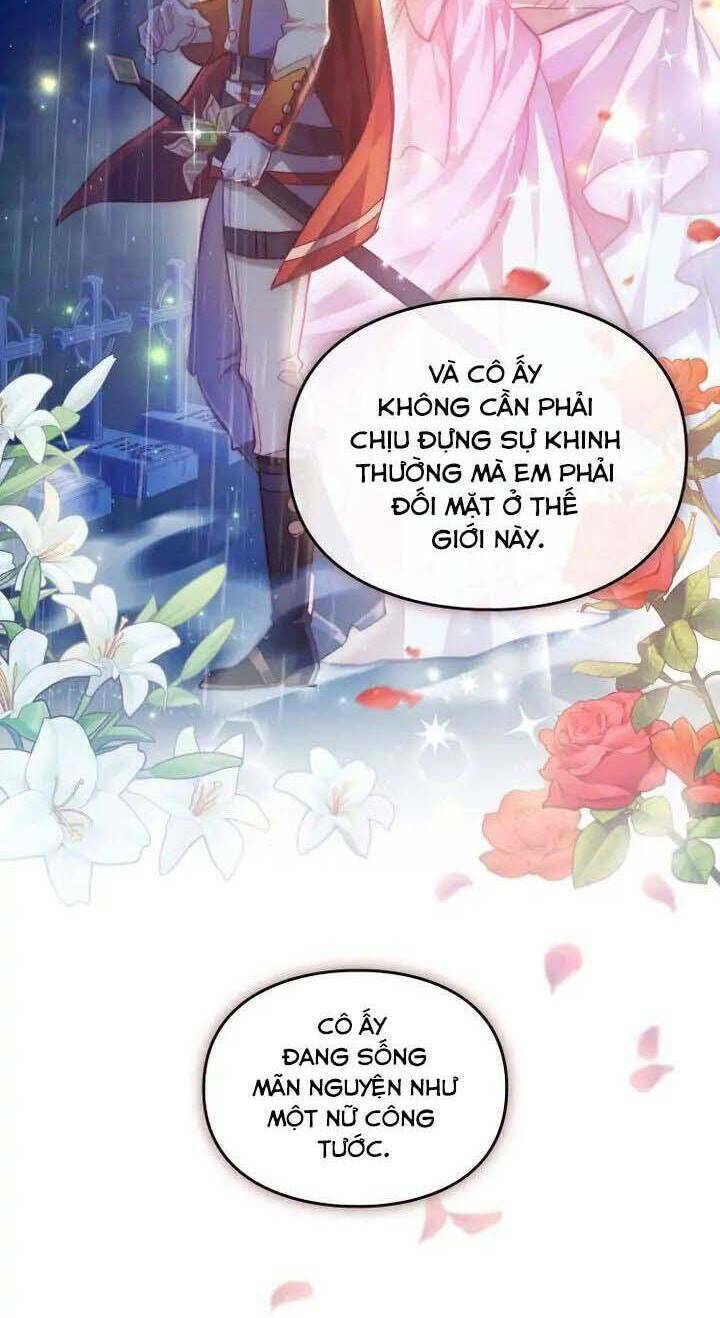 VÀ CÔ ẤY
KHÔNG CẦN PHẢI
CHỊU ĐỰNG SỰ KHINH
THƯỜNG MÀ EM PHẢI
ĐỐI MẶT Ở THẾ
GIỚI NÀY.
CÔ ẤY
ĐANG SỐNG
MÃN NGUYỆN NHƯ
MỘT NỮ CÔNG
TƯỚC.